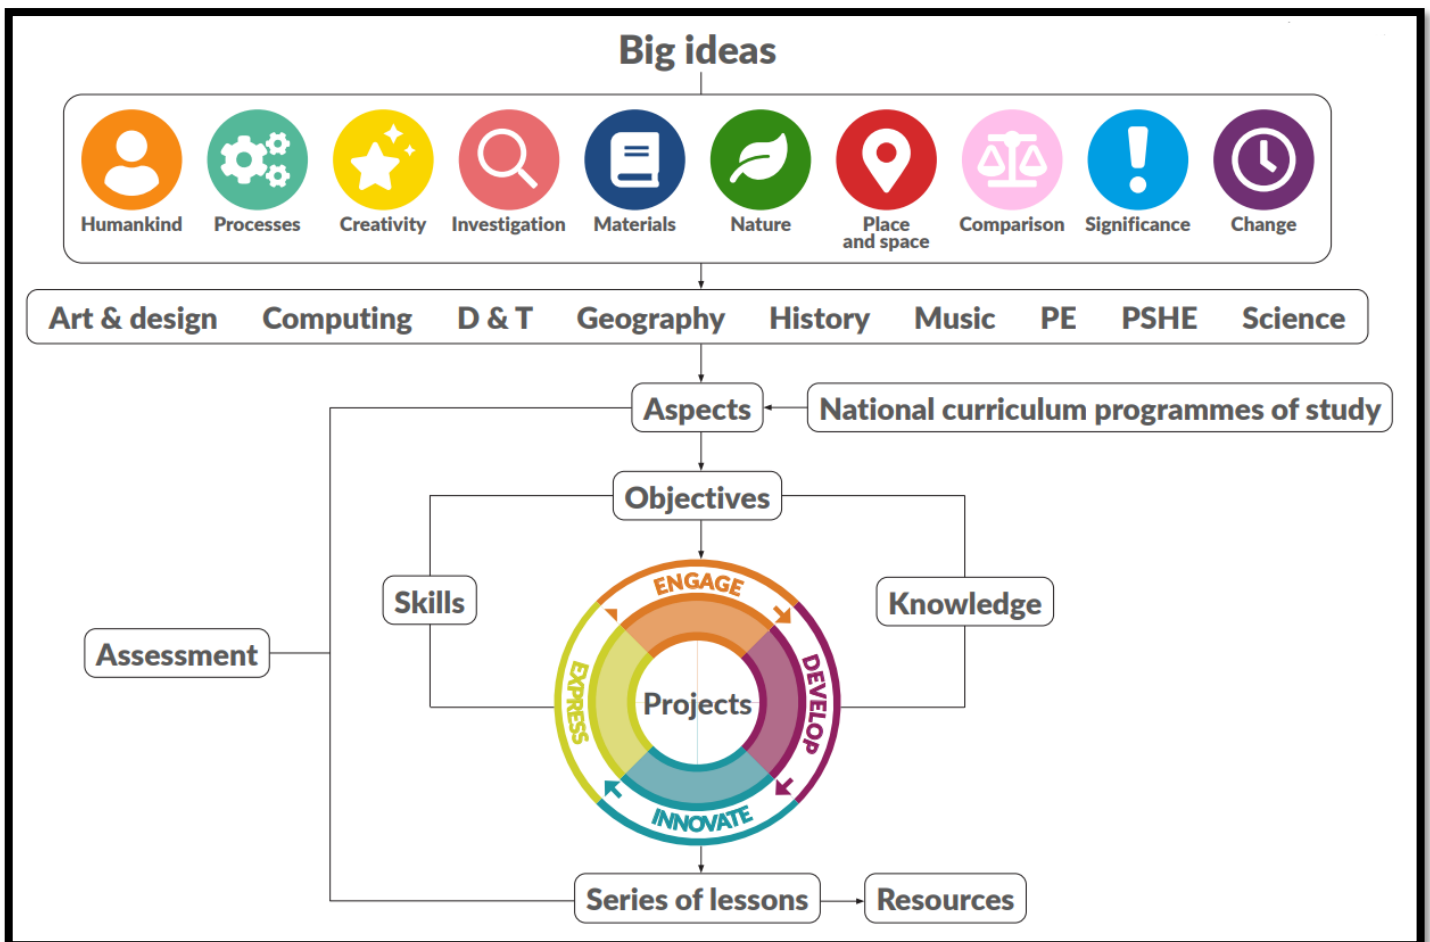 Big ideas
Humankind
Processes
Creativity
Investigation
Materials
Nature
Place
and space
Comparison
Significance
Change
Art & design Computing D & T Geography History Music PE PSHE Science
Aspects
National curriculum programmes of study
Objectives
Skills
Knowledge
Assessment
ENGAGE
DEVELOP
INNOVATE
EXPRESS
Projects
Series of lessons
Resources